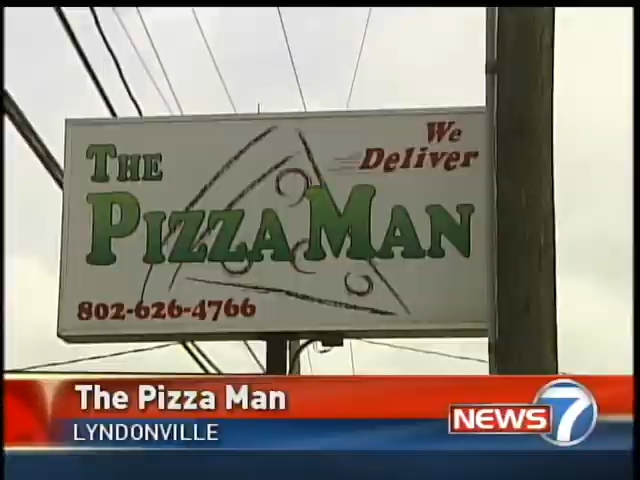 We
Deliver
THE
PIZZA MAN
802-626-4766
The Pizza Man
LYNDONVILLE
NEWS 7